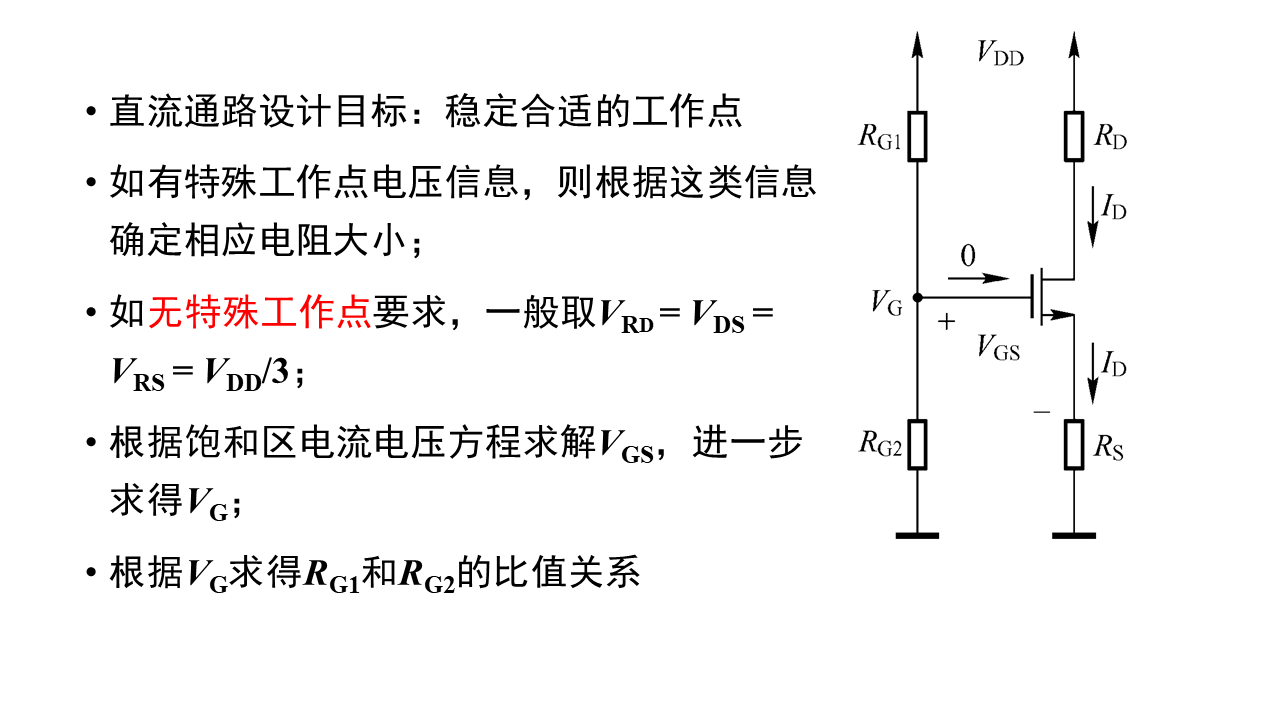 • 直流通路设计目标：稳定合适的工作点
• 如有特殊工作点电压信息，则根据这类信息
确定相应电阻大小；
• 如无特殊工作点要求，一般取VRD = VDS =
VRS = VDD/3；
• 根据饱和区电流电压方程求解VGS，进一步
求得VG；
• 根据VG求得RG1和RG2的比值关系
VDD
RG1
RD
ID
0
VG
+
VGS
ID
−
RG2
RS